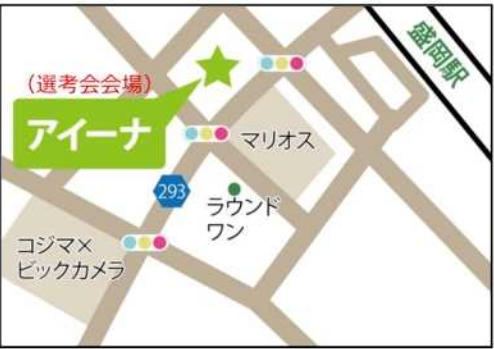 盛岡駅
(選考会会場)
アイーナ
マリオス
293
ラウンド
ワン
コジマ×
ビックカメラ